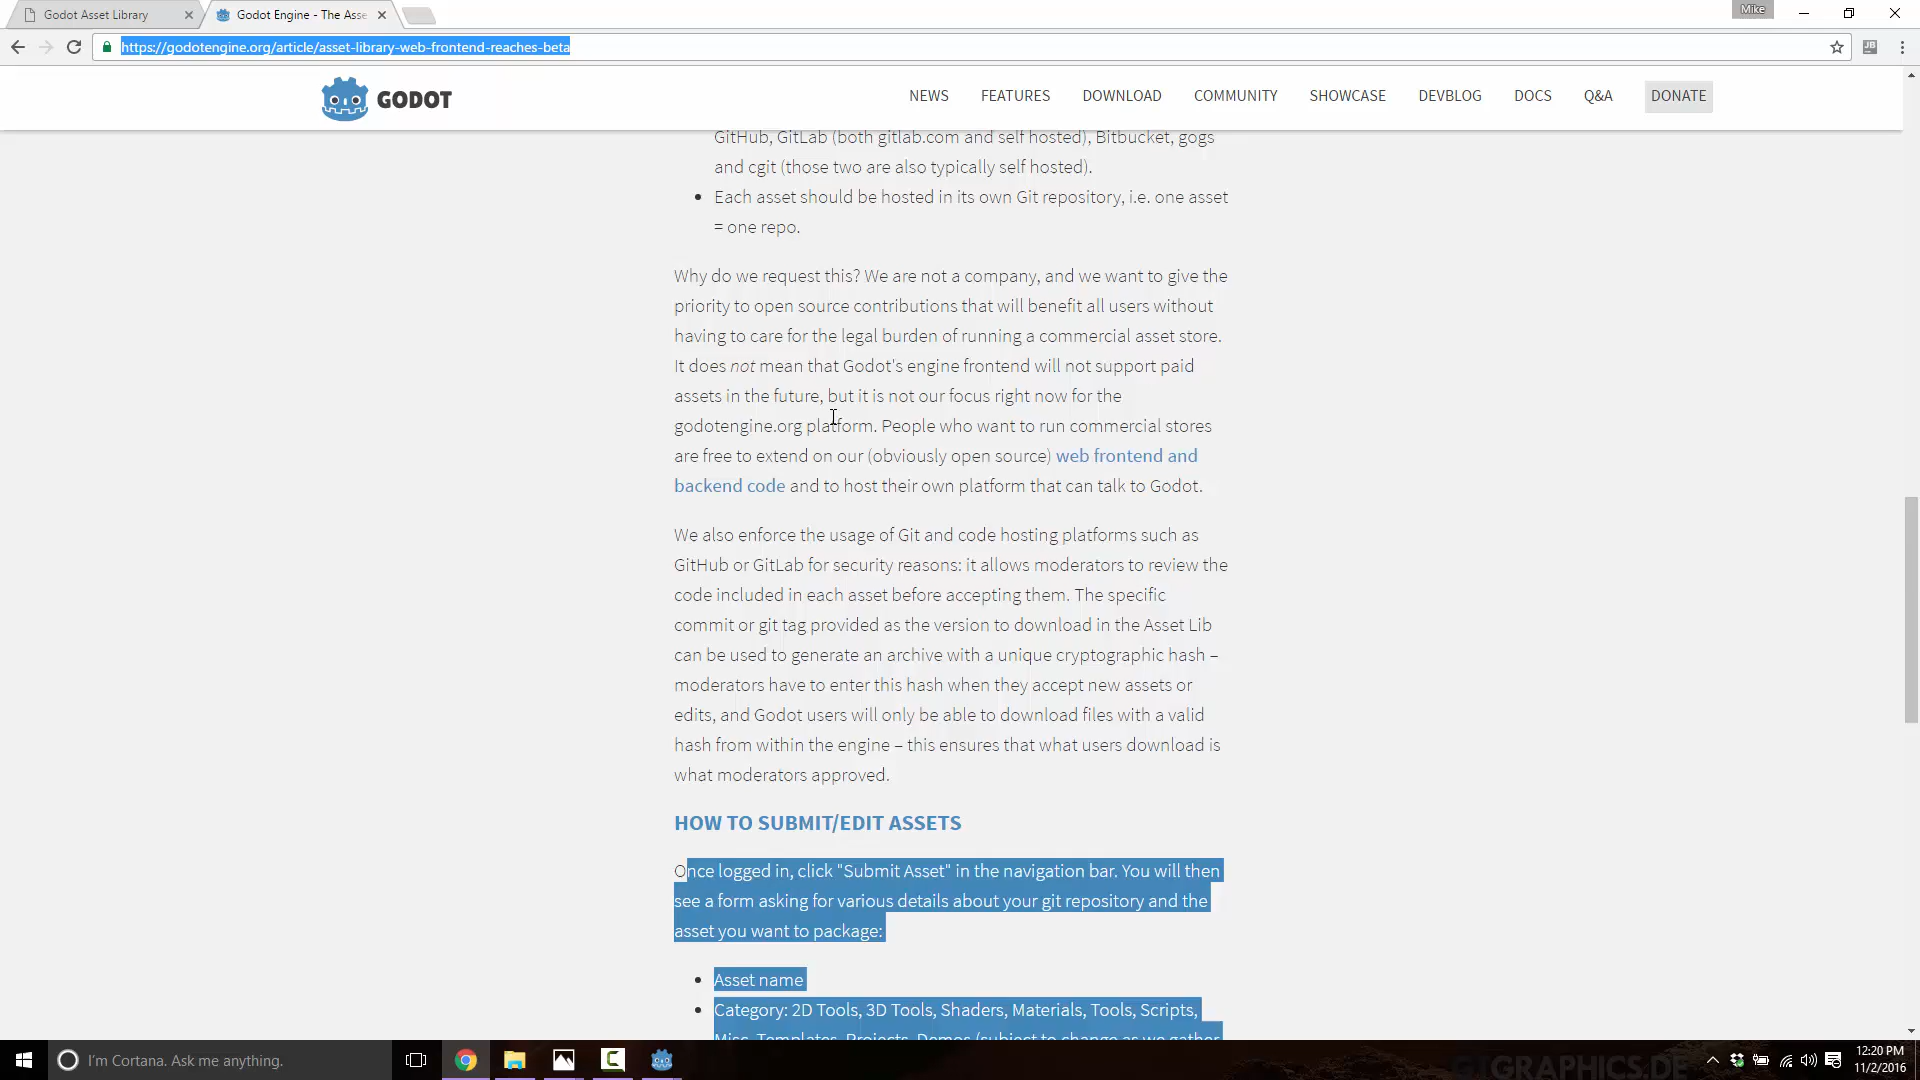 Godot Asset Library
Godot Engine - The Asse
Mike
https://godotengine.org/article/asset-library-web-frontend-reaches-beta
JB
GODOT
NEWS FEATURES DOWNLOAD COMMUNITY SHOWCASE DEVBLOG DOCS Q&A DONATE
GitHub, GitLab (both gitlab.com and self hosted), Bitbucket, gogs
and cgit (those two are also typically self hosted).
• Each asset should be hosted in its own Git repository, i.e. one asset
= one repo.
Why do we request this? We are not a company, and we want to give the
priority to open source contributions that will benefit all users without
having to care for the legal burden of running a commercial asset store.
It does not mean that Godot's engine frontend will not support paid
assets in the future, but it is not our focus right now for the
godotengine.org platform. People who want to run commercial stores
are free to extend on our (obviously open source) web frontend and
backend code and to host their own platform that can talk to Godot.
We also enforce the usage of Git and code hosting platforms such as
GitHub or GitLab for security reasons: it allows moderators to review the
code included in each asset before accepting them. The specific
commit or git tag provided as the version to download in the Asset Lib
can be used to generate an archive with a unique cryptographic hash –
moderators have to enter this hash when they accept new assets or
edits, and Godot users will only be able to download files with a valid
hash from within the engine – this ensures that what users download is
what moderators approved.
HOW TO SUBMIT/EDIT ASSETS
Once logged in, click "Submit Asset" in the navigation bar. You will then
see a form asking for various details about your git repository and the
asset you want to package:
• Asset name
• Category: 2D Tools, 3D Tools, Shaders, Materials, Tools, Scripts,
Misc, Templates, Projects, Demos (subject to change as we gather
I'm Cortana. Ask me anything.
GTGRAPHICS.DE
12:20 PM
11/2/2016